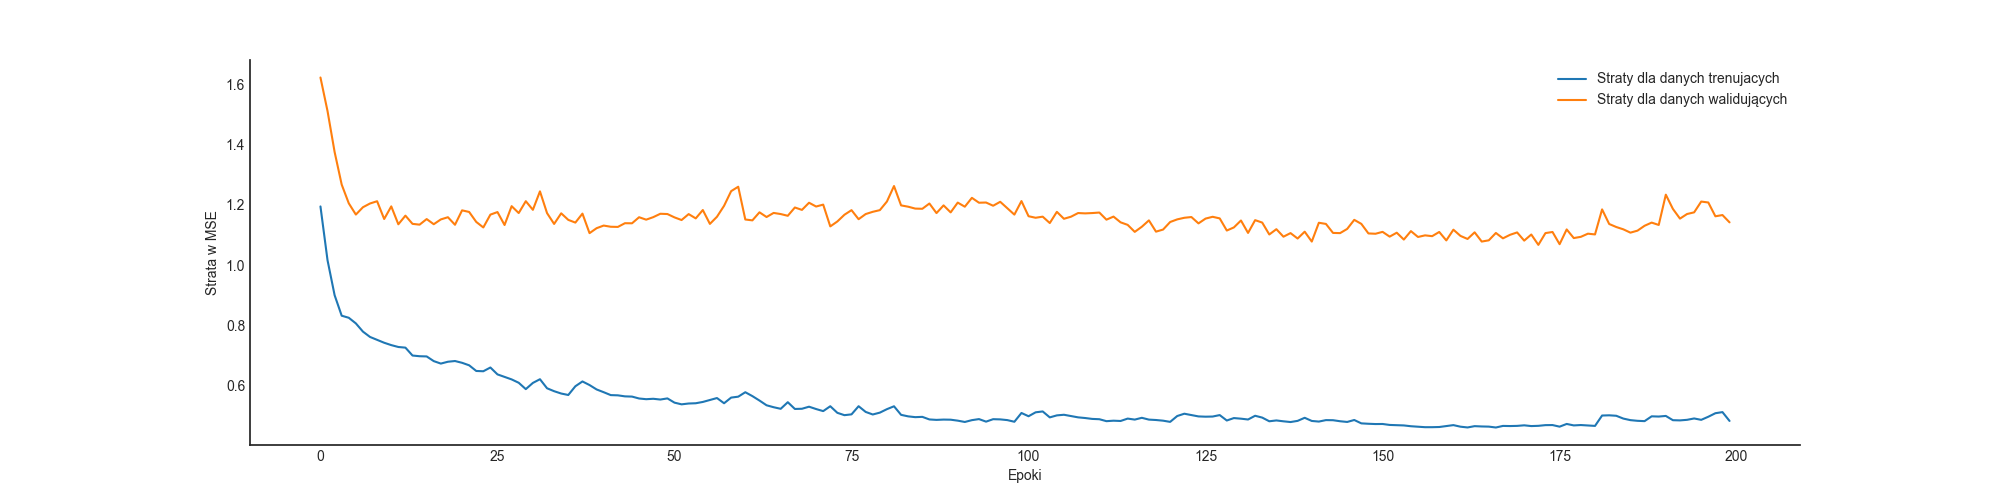 Straty dla danych trenujacych
Straty dla danych walidujących
1.6
1.4
1.2
1.0
0.8
0.6
Strata w MSE
0 25 50 75 100 125 150 175 200
Epoki